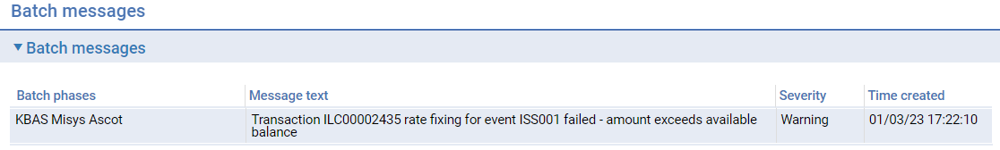 Batch messages
Batch messages
Batch phases Message text Severity Time created
KBAS Misys Ascot Transaction ILC00002435 rate fixing for event ISS001 failed - amount exceeds available Warning 01/03/23 17:22:10
balance